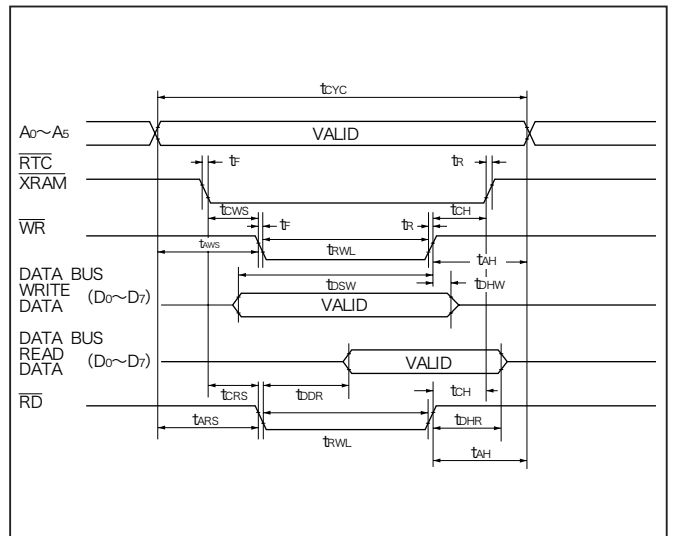 tCYC
A0～A5 VALID
RTC tF tR
XRAM
tCWS tF tR tCH
WR
tAWS tRWL tAH
DATA BUS
WRITE (D0～D7) tDSW tDHW
DATA VALID
DATA BUS
READ (D0～D7) VALID
DATA
tCRS tDDR tCH
RD
tARS tRWL tDHR
tAH